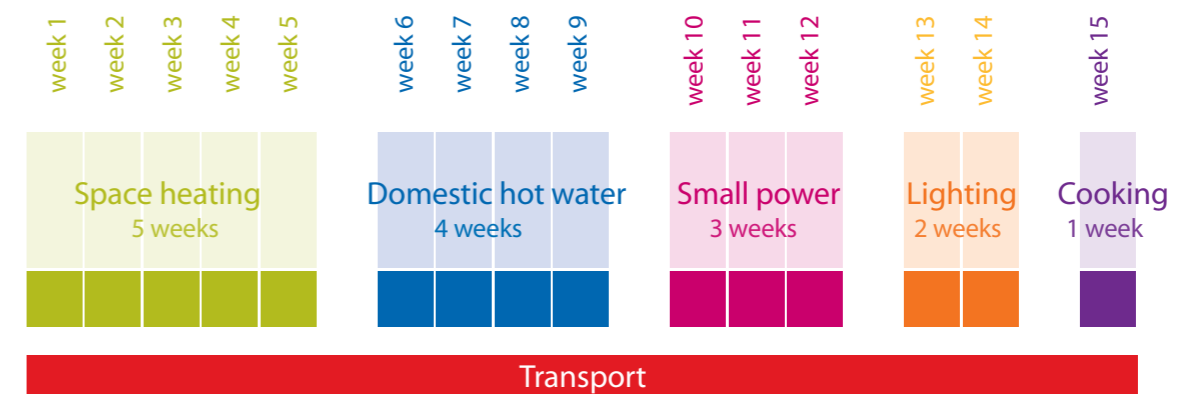 week 1
week 2
week 3
week 4
week 5
week 6
week 7
week 8
week 9
week 10
week 11
week 12
week 13
week 14
week 15
Space heating
5 weeks
Domestic hot water
4 weeks
Small power
3 weeks
Lighting
2 weeks
Cooking
1 week
Transport